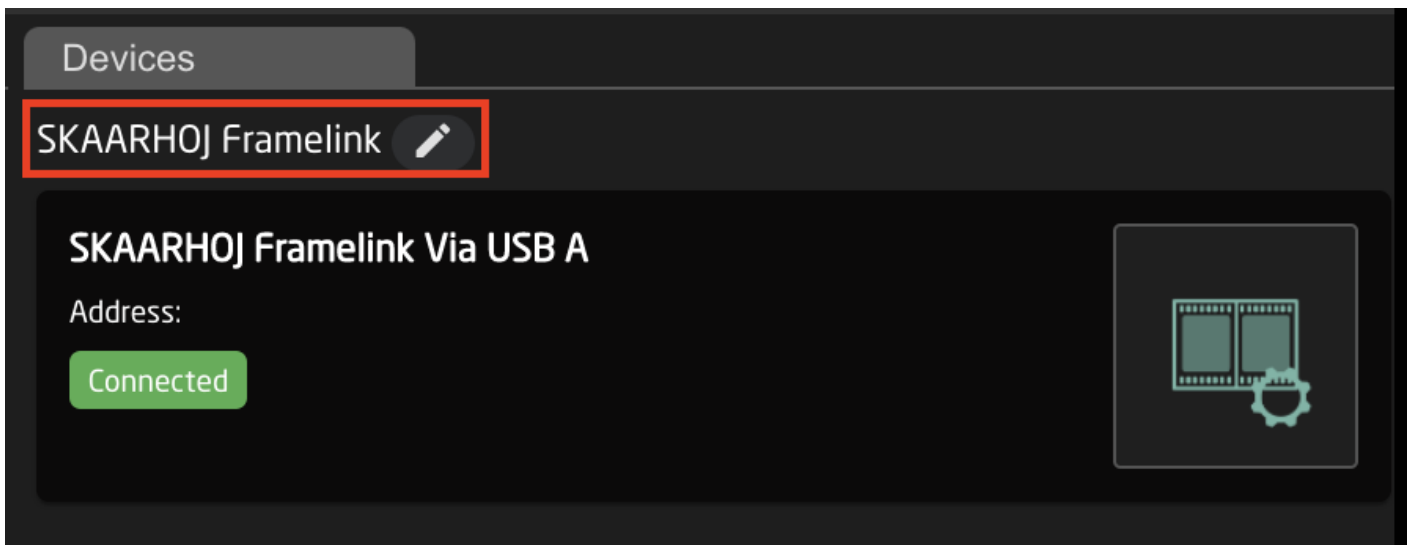 Devices
SKAARHOJ Framelink
SKAARHOJ Framelink Via USB A
Address:
Connected